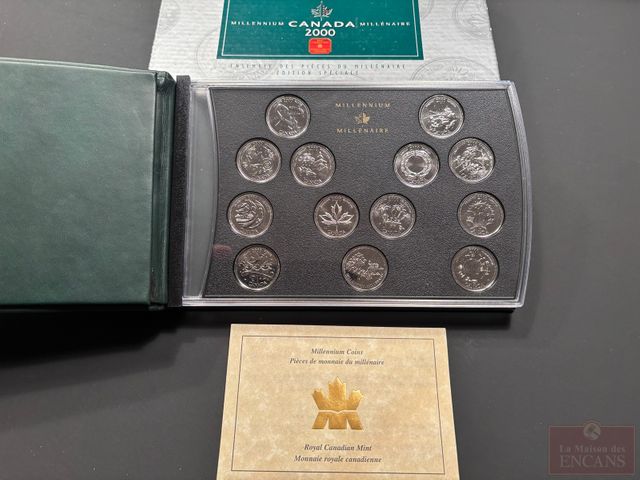 MILLENNIUM CANADA MILLÉNAIRE
2000
ENSEMBLE DES PIÈCES DU MILLÉNAIRE
ÉDITION SPÉCIALE
MILLENNIUM
MILLÉNAIRE
Millennium Coins
Pièces de monnaie du millénaire
Royal Canadian Mint
Monnaie royale canadienne
La Maison des
ENCANS